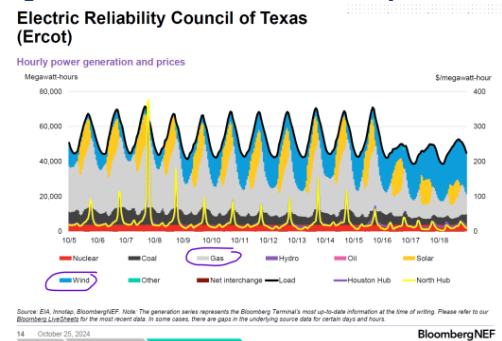 Electric Reliability Council of Texas
(Ercot)
Hourly power generation and prices
Megawatt-hours
$/megawatt-hour
80,000
400
60,000
300
40,000
200
20,000
100
0
0
10/5 10/6 10/7 10/8 10/9 10/10 10/11 10/12 10/13 10/14 10/15 10/16 10/17 10/18
Nuclear Coal Gas Hydro Oil Solar
Wind Other Net interchange Load Houston Hub North Hub
Source: EIA, Innotap, BloombergNEF. Note: The generation series represents the Bloomberg Terminal's most up-to-date information at the time of writing. Please refer to our
Bloomberg LiveSheets for the most recent data. In some cases, there are gaps in the underlying source data for certain days and hours.
14 October 25, 2024
BloombergNEF